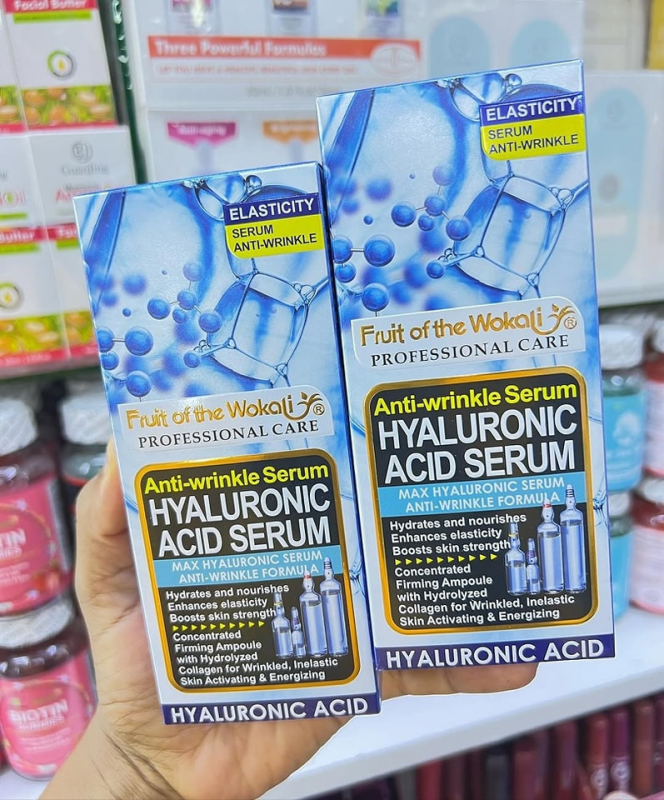 Facial Butter
Three Powerful Formulas
Anti-aging
Guanjing
BIOTIN
BIOTIN
ELASTICITY
SERUM
ANTI-WRINKLE
Fruit of the Wokali ®
PROFESSIONAL CARE
Anti-wrinkle Serum
HYALURONIC
ACID SERUM
MAX HYALURONIC SERUM
ANTI-WRINKLE FORMULA
Hydrates and nourishes
Enhances elasticity
Boosts skin strength
Concentrated
Firming Ampoule
with Hydrolyzed
Collagen for Wrinkled, Inelastic
Skin Activating & Energizing
HYALURONIC ACID
ELASTICITY
SERUM
ANTI-WRINKLE
Fruit of the Wokali ®
PROFESSIONAL CARE
Anti-wrinkle Serum
HYALURONIC
ACID SERUM
MAX HYALURONIC SERUM
ANTI-WRINKLE FORMULA
Hydrates and nourishes
Enhances elasticity
Boosts skin strength
Concentrated
Firming Ampoule
with Hydrolyzed
Collagen for Wrinkled, Inelastic
Skin Activating & Energizing
HYALURONIC ACID